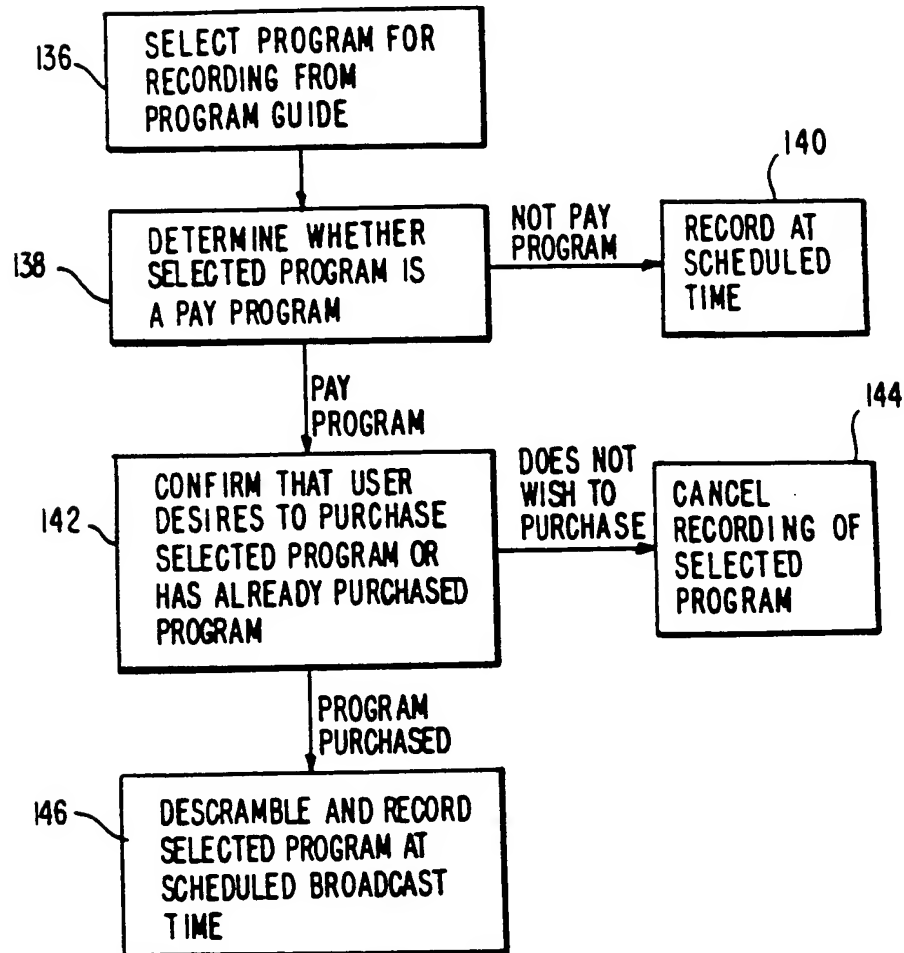 136
SELECT PROGRAM FOR
RECORDING FROM
PROGRAM GUIDE
138
DETERMINE WHETHER
SELECTED PROGRAM IS
A PAY PROGRAM
NOT PAY
PROGRAM
140
RECORD AT
SCHEDULED
TIME
PAY
PROGRAM
142
CONFIRM THAT USER
DESIRES TO PURCHASE
SELECTED PROGRAM OR
HAS ALREADY PURCHASED
PROGRAM
DOES NOT
WISH TO
PURCHASE
144
CANCEL
RECORDING OF
SELECTED
PROGRAM
PROGRAM
PURCHASED
146
DESCRAMBLE AND RECORD
SELECTED PROGRAM AT
SCHEDULED BROADCAST
TIME